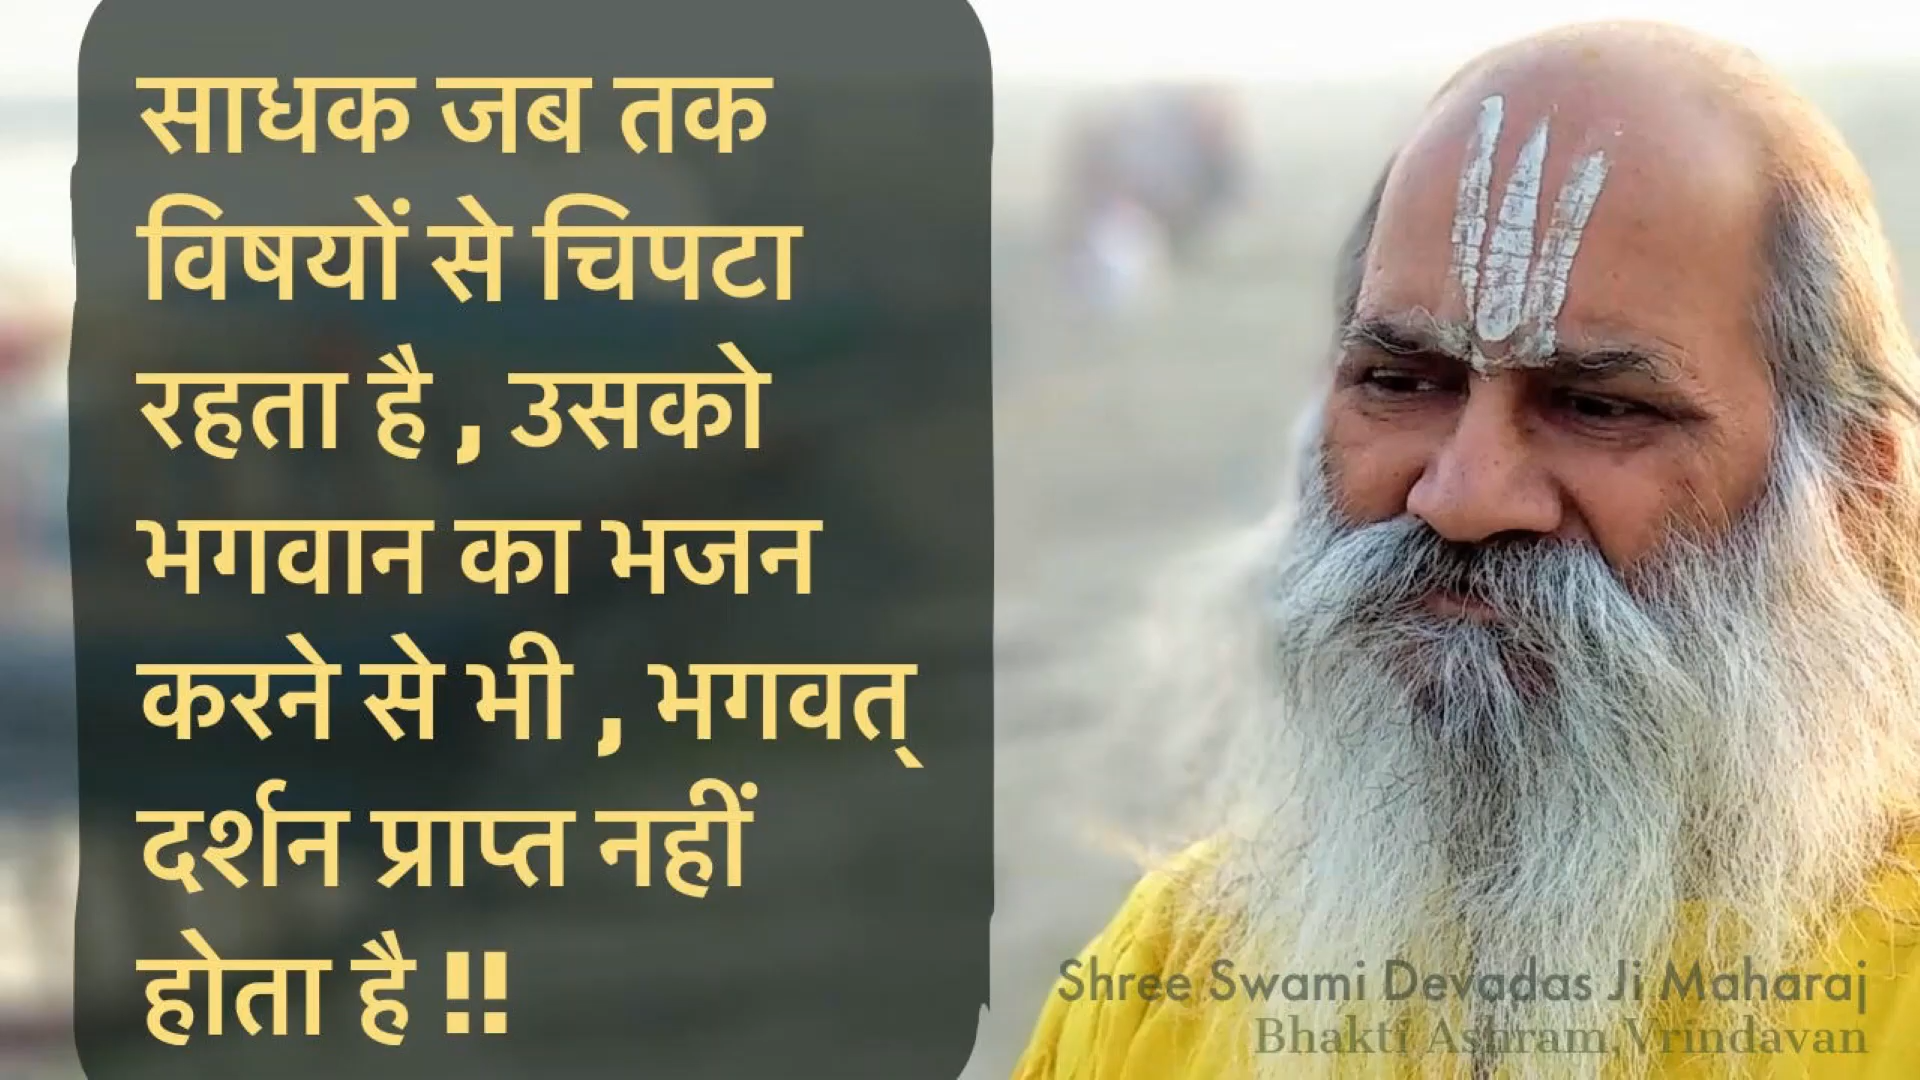 साधक जब तक
विषयों से चिपटा
रहता है , उसको
भगवान का भजन
करने से भी , भगवत्
दर्शन प्राप्त नहीं
होता है !!
Shree Swami Devadas Ji Maharaj
Bhakti Ashram,Vrindavan